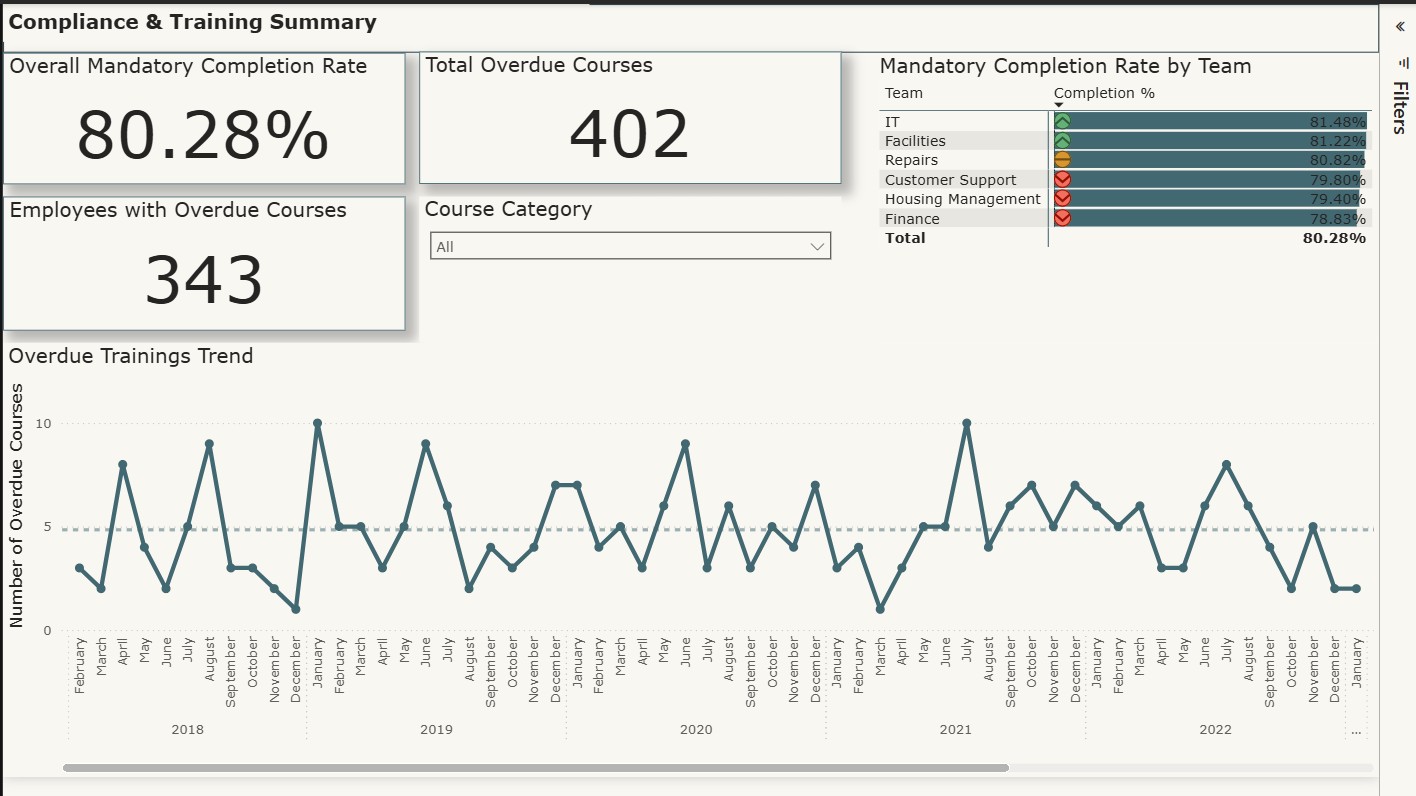 Compliance & Training Summary
Overall Mandatory Completion Rate
80.28%
Total Overdue Courses
402
Mandatory Completion Rate by Team
Team Completion %
IT 81.48%
Facilities 81.22%
Repairs 80.82%
Customer Support 79.80%
Housing Management 79.40%
Finance 78.83%
Total 80.28%
Filters
Employees with Overdue Courses
343
Course Category
All
Overdue Trainings Trend
Number of Overdue Courses
10
5
0
February March April May June July August September October November December January February March April May June July August September October November December January February March April May June July August September October November December January February March April May June July August September October November December January February March April May June July August September October November December January
2018 2019 2020 2021 2022 ...